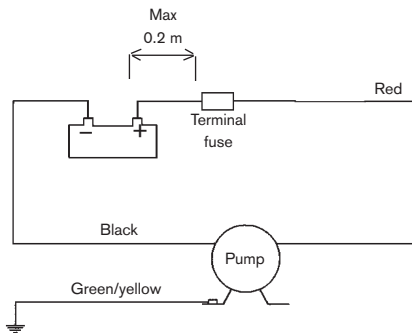 Max
0.2 m
Red
Terminal
fuse
− +
Black
Pump
Green/yellow